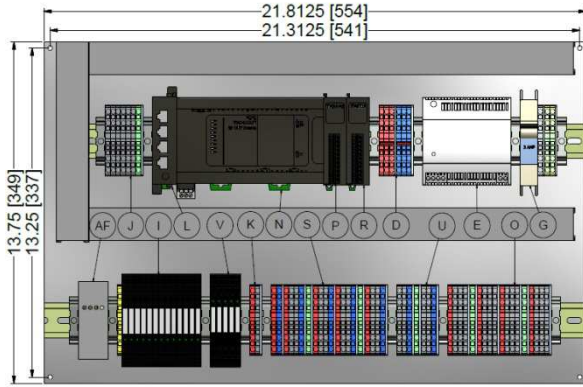 21.8125 [554]
21.3125 [541]
13.75 [349]
13.25 [337]
AF J I L V K N S P R D U E O G